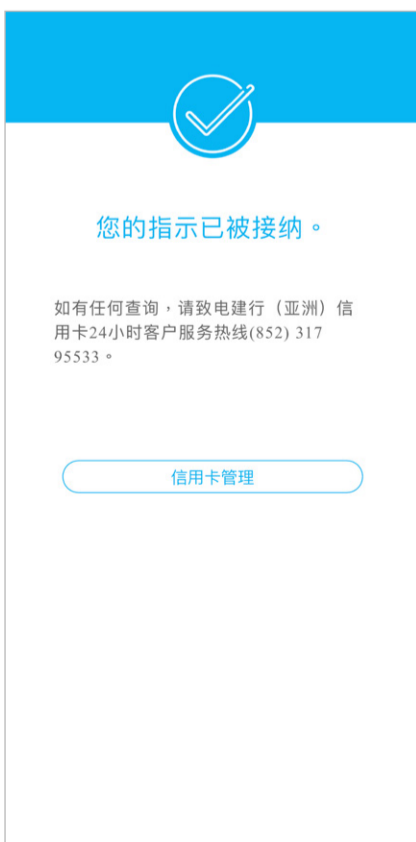 您的指示已被接纳。
如有任何查询，请致电建行（亚洲）信
用卡24小时客户服务热线(852) 317
95533。
信用卡管理